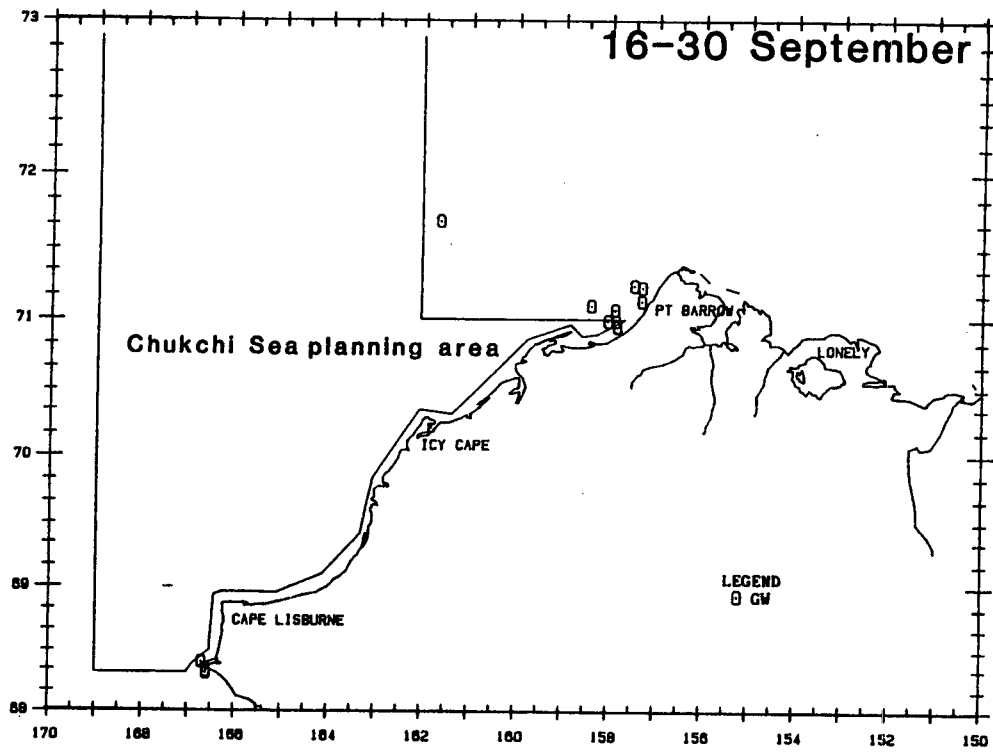 73
16-30 September
72
71
PT BARROW
Chukchi Sea planning area
LONELY
70
ICY CAPE
69
LEGEND
0 GW
CAPE LISBURNE
68
170 168 166 164 162 160 158 156 154 152 150